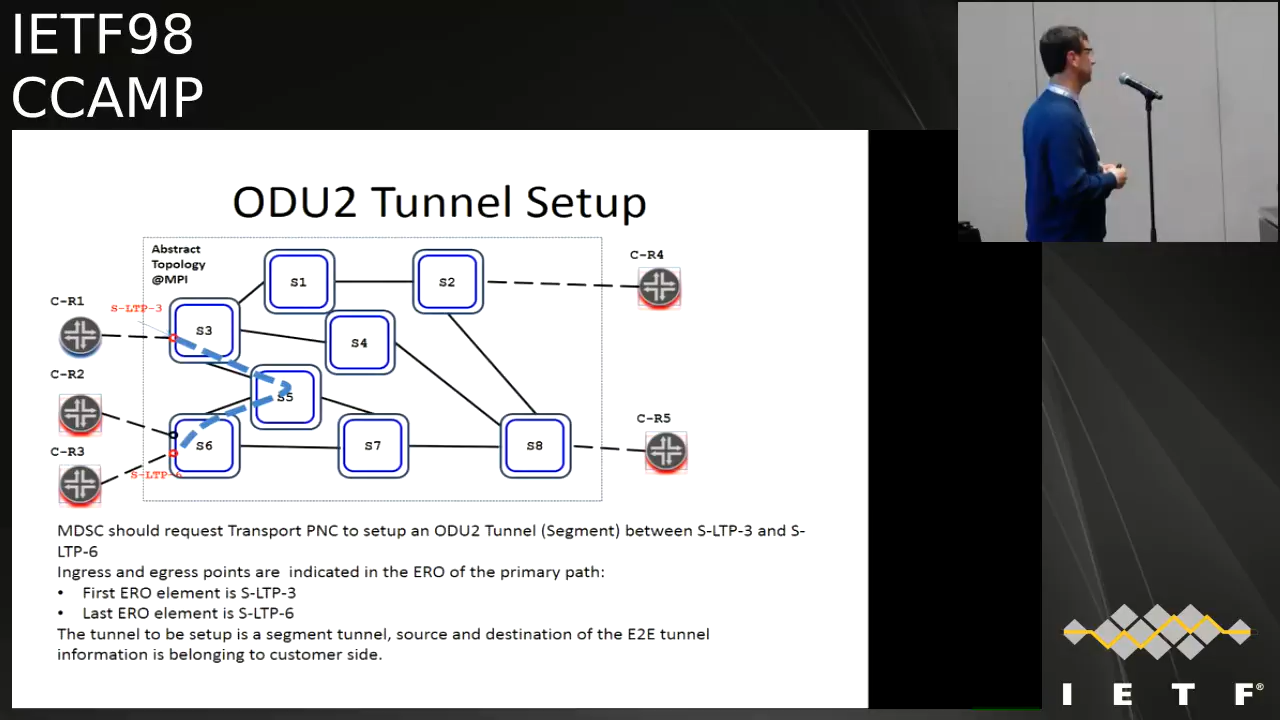 IETF98
CCAMP
ODU2 Tunnel Setup
Abstract
Topology
@MPI
S1
S2
C-R4
C-R1
S-LTP-3
S3
S4
C-R2
S5
C-R5
C-R3
S6
S7
S8
S-LTP-6
MDSC should request Transport PNC to setup an ODU2 Tunnel (Segment) between S-LTP-3 and S-
LTP-6
Ingress and egress points are indicated in the ERO of the primary path:
• First ERO element is S-LTP-3
• Last ERO element is S-LTP-6
The tunnel to be setup is a segment tunnel, source and destination of the E2E tunnel
information is belonging to customer side.
I E T F®